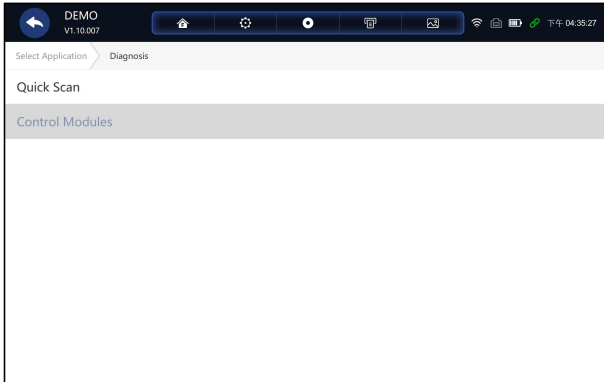 DEMO
V1.10.007
下午 04:35:27
Select Application
Diagnosis
Quick Scan
Control Modules